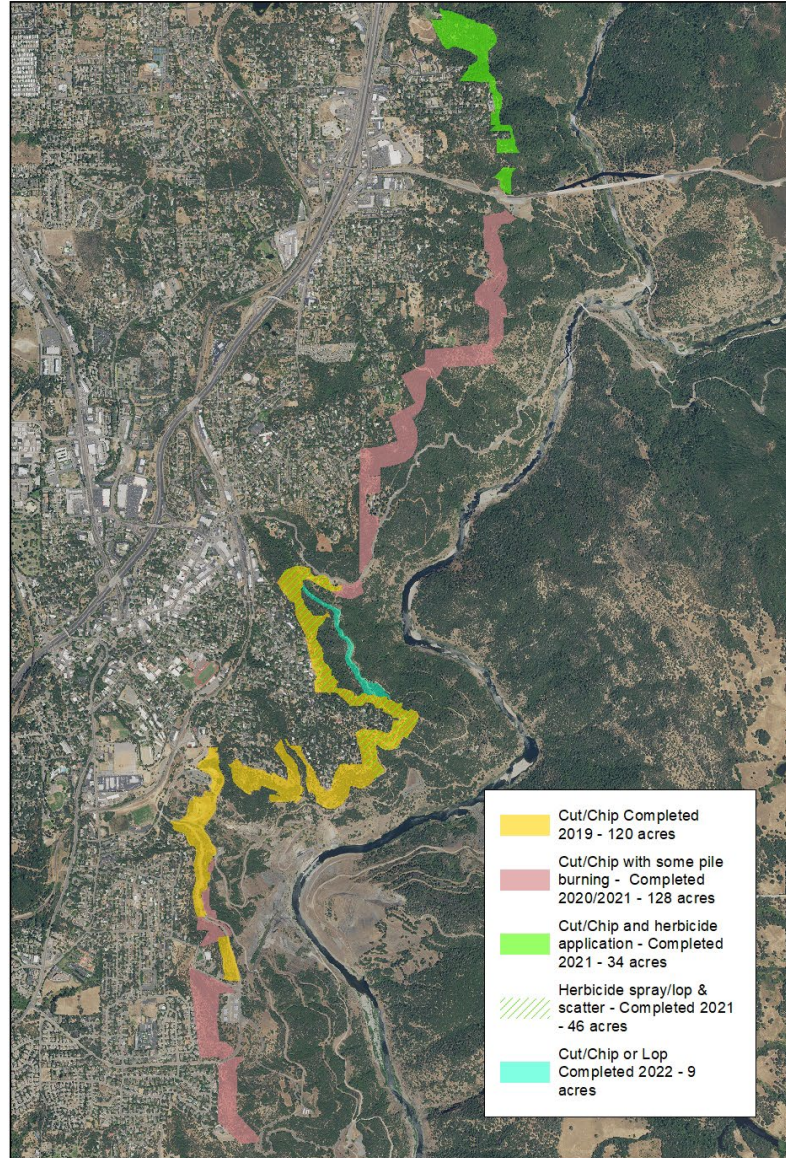 Cut/Chip Completed
2019 - 120 acres
Cut/Chip with some pile
burning - Completed
2020/2021 - 128 acres
Cut/Chip and herbicide
application - Completed
2021 - 34 acres
Herbicide spray/lop &
scatter - Completed 2021
- 46 acres
Cut/Chip or Lop
Completed 2022 - 9
acres